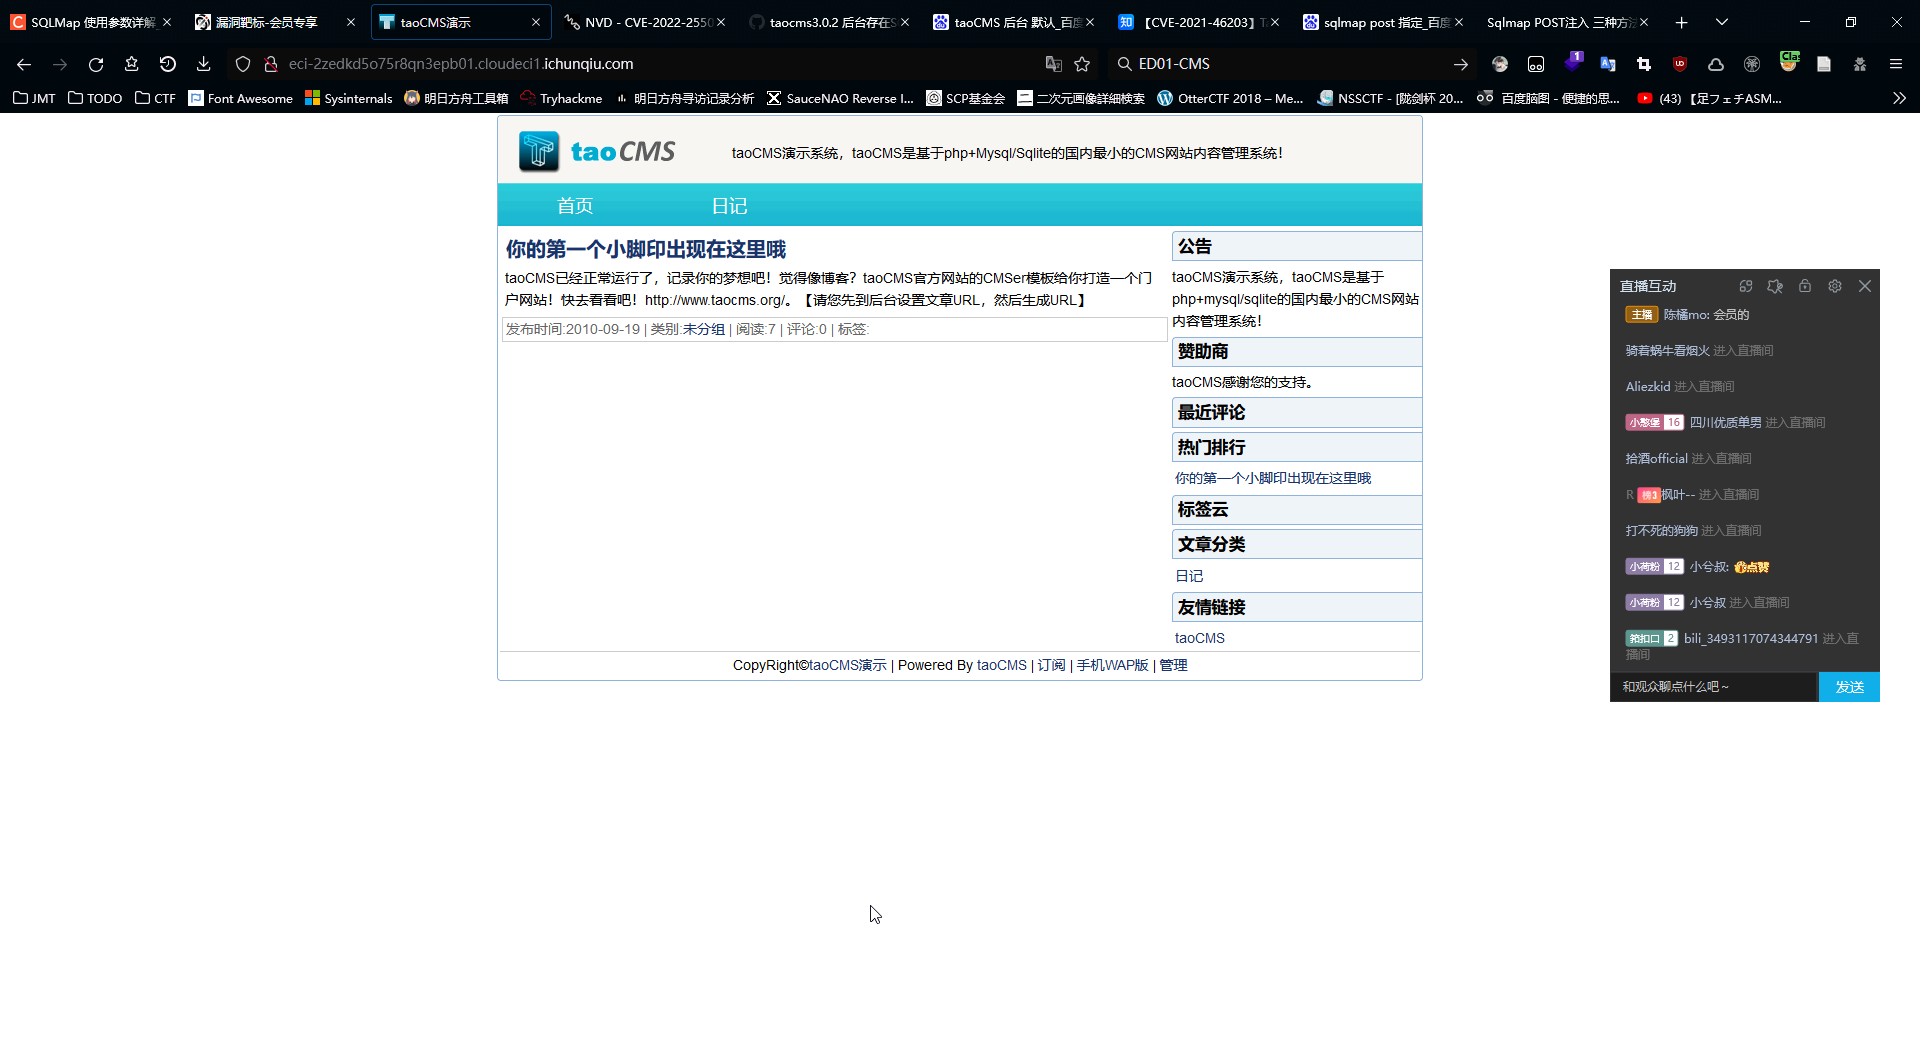 SQLMap 使用参数详解_
漏洞靶标-会员专享
taoCMS演示
NVD - CVE-2022-2550
taocms3.0.2 后台存在S
taoCMS 后台 默认_百度
【CVE-2021-46203】T
sqlmap post 指定_百度
Sqlmap POST注入 三种方
eci-2zedkd5o75r8qn3epb01.cloudeci1.ichunqiu.com
ED01-CMS
JMT
TODO
CTF
Font Awesome
Sysinternals
明日方舟工具箱
Tryhackme
明日方舟寻访记录分析
SauceNAO Reverse I...
SCP基金会
二次元画像詳細検索
OtterCTF 2018 – Me...
NSSCTF - [陇剑杯 20...
百度脑图 - 便捷的思...
(43) 【足フェチASM...
taoCMS
taoCMS演示系统，taoCMS是基于php+Mysql/Sqlite的国内最小的CMS网站内容管理系统！
首页
日记
你的第一个小脚印出现在这里哦
taoCMS已经正常运行了，记录你的梦想吧！觉得像博客？taoCMS官方网站的CMSer模板给你打造一个门
户网站！快去看看吧！http://www.taocms.org/。【请您先到后台设置文章URL，然后生成URL】
发布时间:2010-09-19 | 类别:未分组 | 阅读:7 | 评论:0 | 标签:
公告
taoCMS演示系统，taoCMS是基于
php+mysql/sqlite的国内最小的CMS网站
内容管理系统！
赞助商
taoCMS感谢您的支持。
最近评论
热门排行
你的第一个小脚印出现在这里哦
标签云
文章分类
日记
友情链接
taoCMS
CopyRight©taoCMS演示 | Powered By taoCMS | 订阅 | 手机WAP版 | 管理
直播互动
主播 陈橘mo: 会员的
骑着蜗牛看烟火 进入直播间
Aliezkid 进入直播间
小憨堡 16 四川优质单男 进入直播间
拾酒official 进入直播间
R 榜3 枫叶-- 进入直播间
打不死的狗狗 进入直播间
小荷粉 12 小兮叔: 点赞
小荷粉 12 小兮叔 进入直播间
箱扣口 2 bili_3493117074344791 进入直
播间
和观众聊点什么吧～
发送